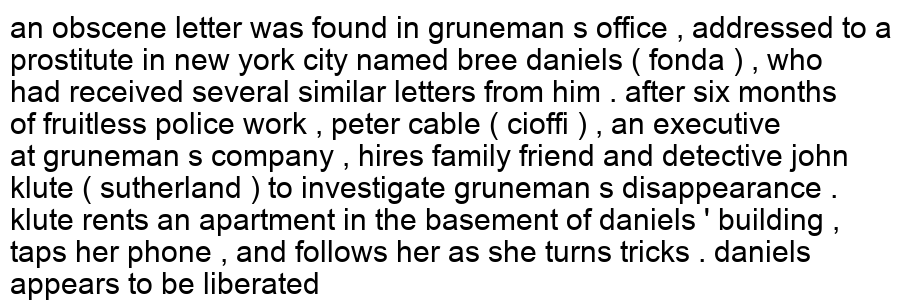 an obscene letter was found in gruneman s office , addressed to a
prostitute in new york city named bree daniels ( fonda ) , who
had received several similar letters from him . after six months
of fruitless police work , peter cable ( cioffi ) , an executive
at gruneman s company , hires family friend and detective john
klute ( sutherland ) to investigate gruneman s disappearance .
klute rents an apartment in the basement of daniels ' building ,
taps her phone , and follows her as she turns tricks . daniels
appears to be liberated